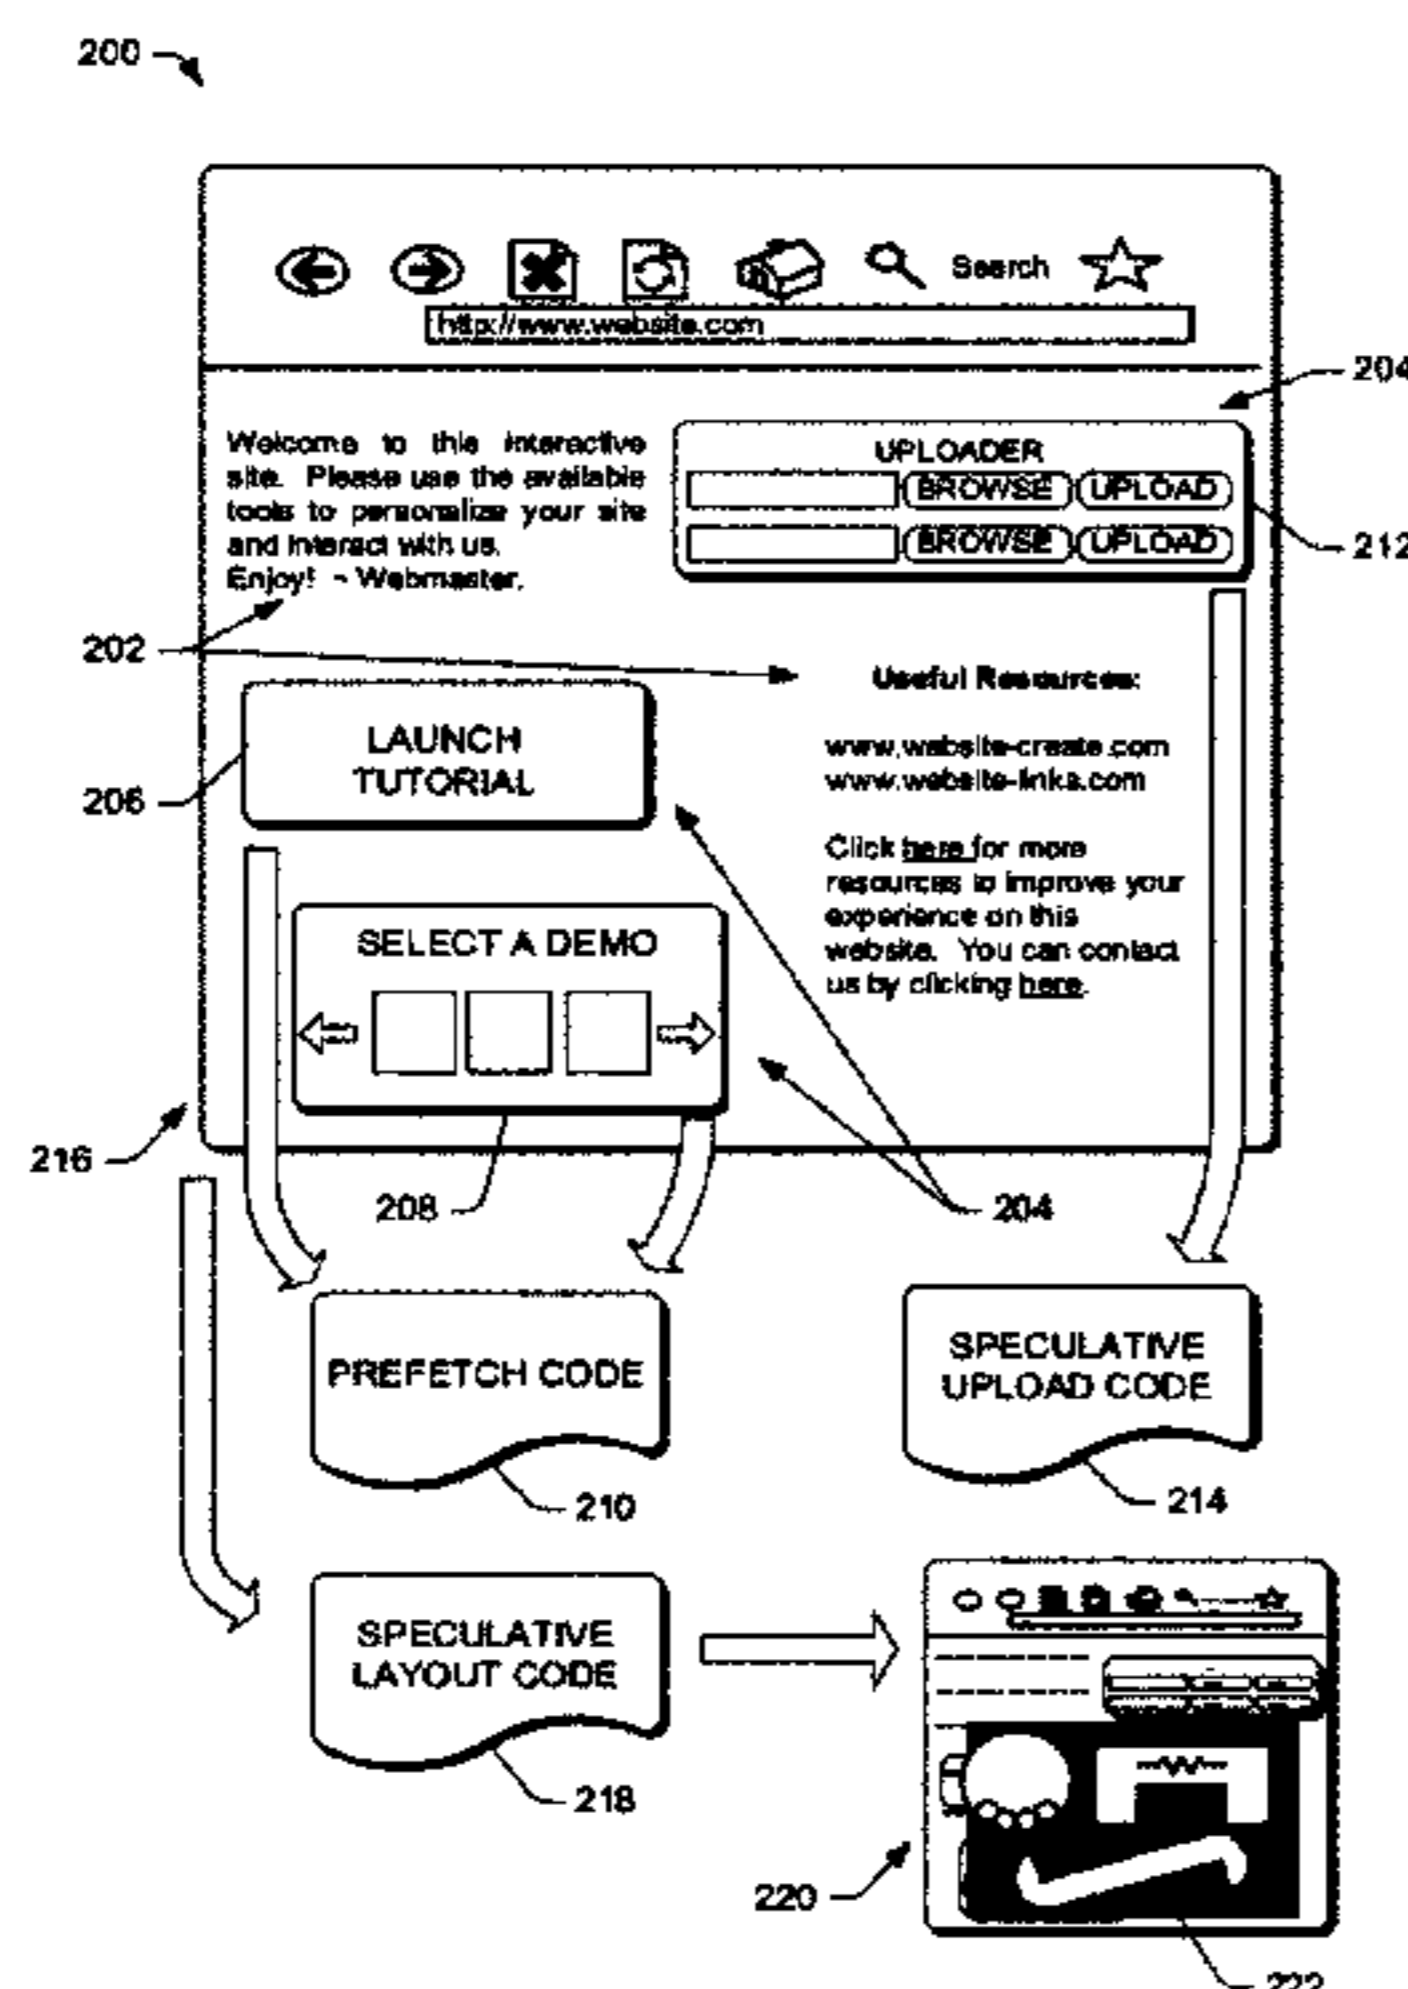 200
Search
http://www.website.com
204
Welcome to this interactive
site. Please use the available
tools to personalize your site
and interact with us.
Enjoy! - Webmaster.
UPLOADER
BROWSE UPLOAD
BROWSE UPLOAD
212
202
Useful Resources:
LAUNCH
TUTORIAL
206
www.website-create.com
www.website-links.com
Click here for more
resources to improve your
experience on this
website. You can contact
us by clicking here.
SELECT A DEMO
216
208
204
PREFETCH CODE
210
SPECULATIVE
UPLOAD CODE
214
SPECULATIVE
LAYOUT CODE
218
220
222